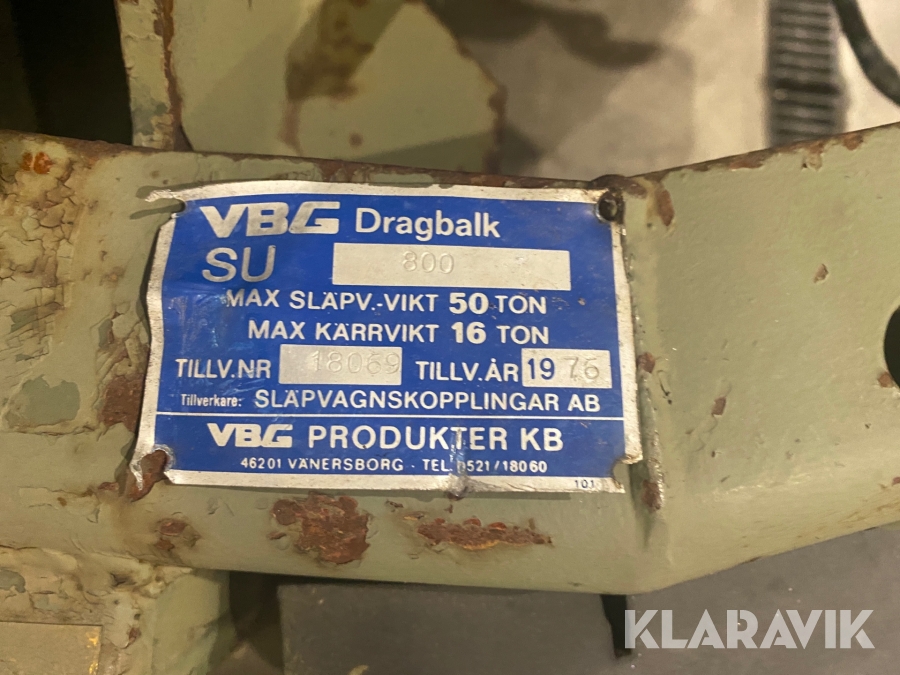 VBG Dragbalk
SU 800
MAX SLÄPV.-VIKT 50 TON
MAX KÄRRVIKT 16 TON
TILLV.NR 18069 TILLV.ÅR 1976
Tillverkare: SLÄPVAGNSKOPPLINGAR AB
VBG PRODUKTER KB
46201 VÄNERSBORG - TEL. 0521/18060
101
KLARAVIK